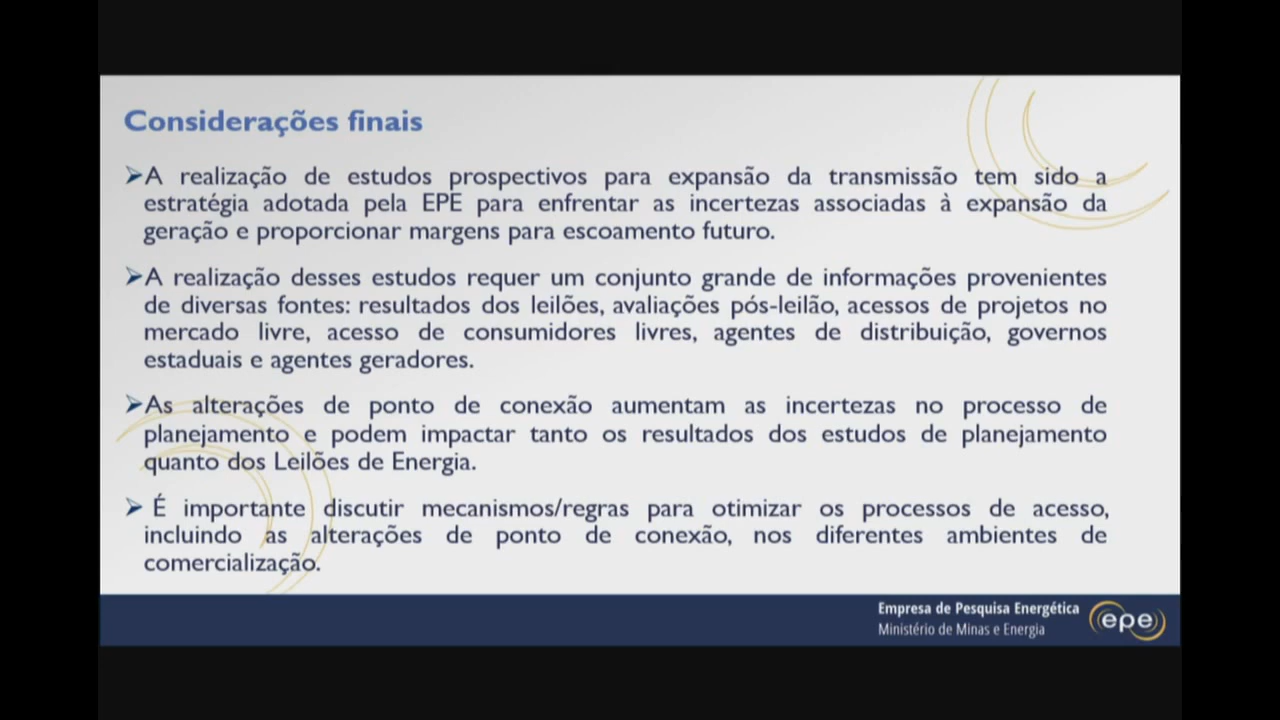 Considerações finais
➢A realização de estudos prospectivos para expansão da transmissão tem sido a
estratégia adotada pela EPE para enfrentar as incertezas associadas à expansão da
geração e proporcionar margens para escoamento futuro.
➢A realização desses estudos requer um conjunto grande de informações provenientes
de diversas fontes: resultados dos leilões, avaliações pós-leilão, acessos de projetos no
mercado livre, acesso de consumidores livres, agentes de distribuição, governos
estaduais e agentes geradores.
➢As alterações de ponto de conexão aumentam as incertezas no processo de
planejamento e podem impactar tanto os resultados dos estudos de planejamento
quanto dos Leilões de Energia.
➢ É importante discutir mecanismos/regras para otimizar os processos de acesso,
incluindo as alterações de ponto de conexão, nos diferentes ambientes de
comercialização.
Empresa de Pesquisa Energética
Ministério de Minas e Energia
epe